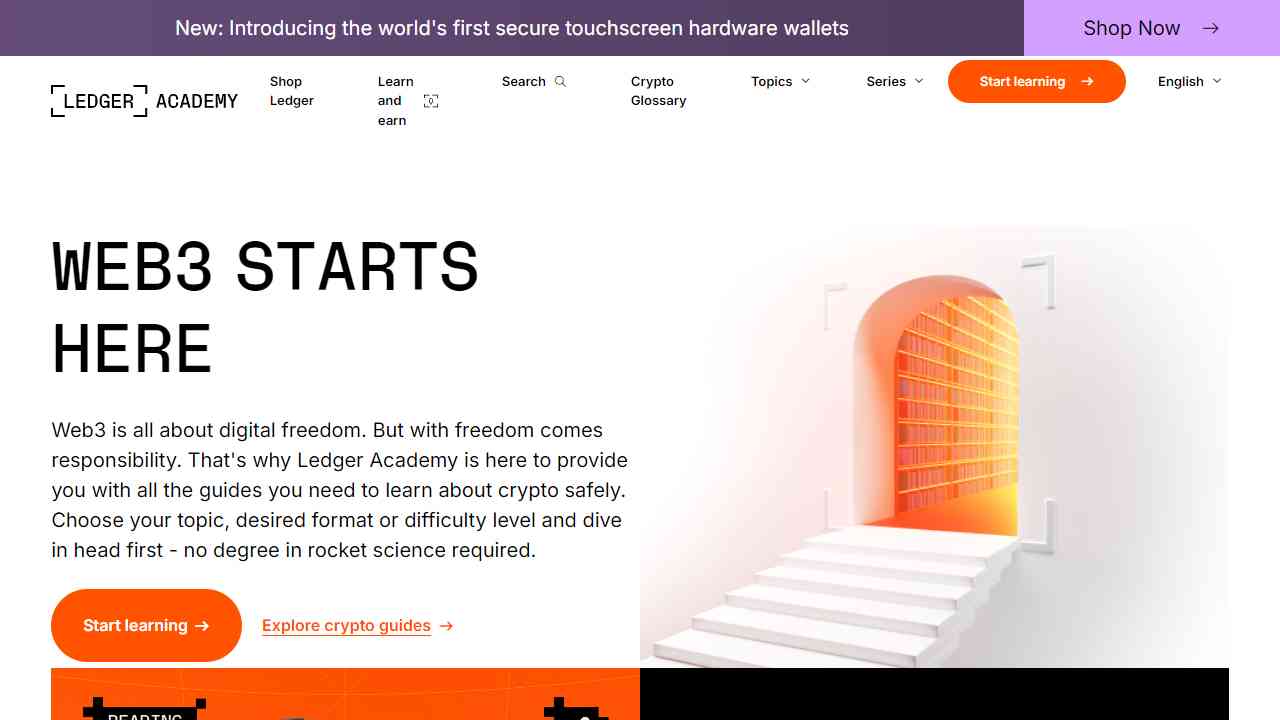 New: Introducing the world's first secure touchscreen hardware wallets
Shop Now
LEDGER ACADEMY
Shop
Ledger
Learn
and
earn
Search
Crypto
Glossary
Topics
Series
Start learning
English
WEB3 STARTS
HERE
Web3 is all about digital freedom. But with freedom comes
responsibility. That's why Ledger Academy is here to provide
you with all the guides you need to learn about crypto safely.
Choose your topic, desired format or difficulty level and dive
in head first - no degree in rocket science required.
Start learning
Explore crypto guides
READING